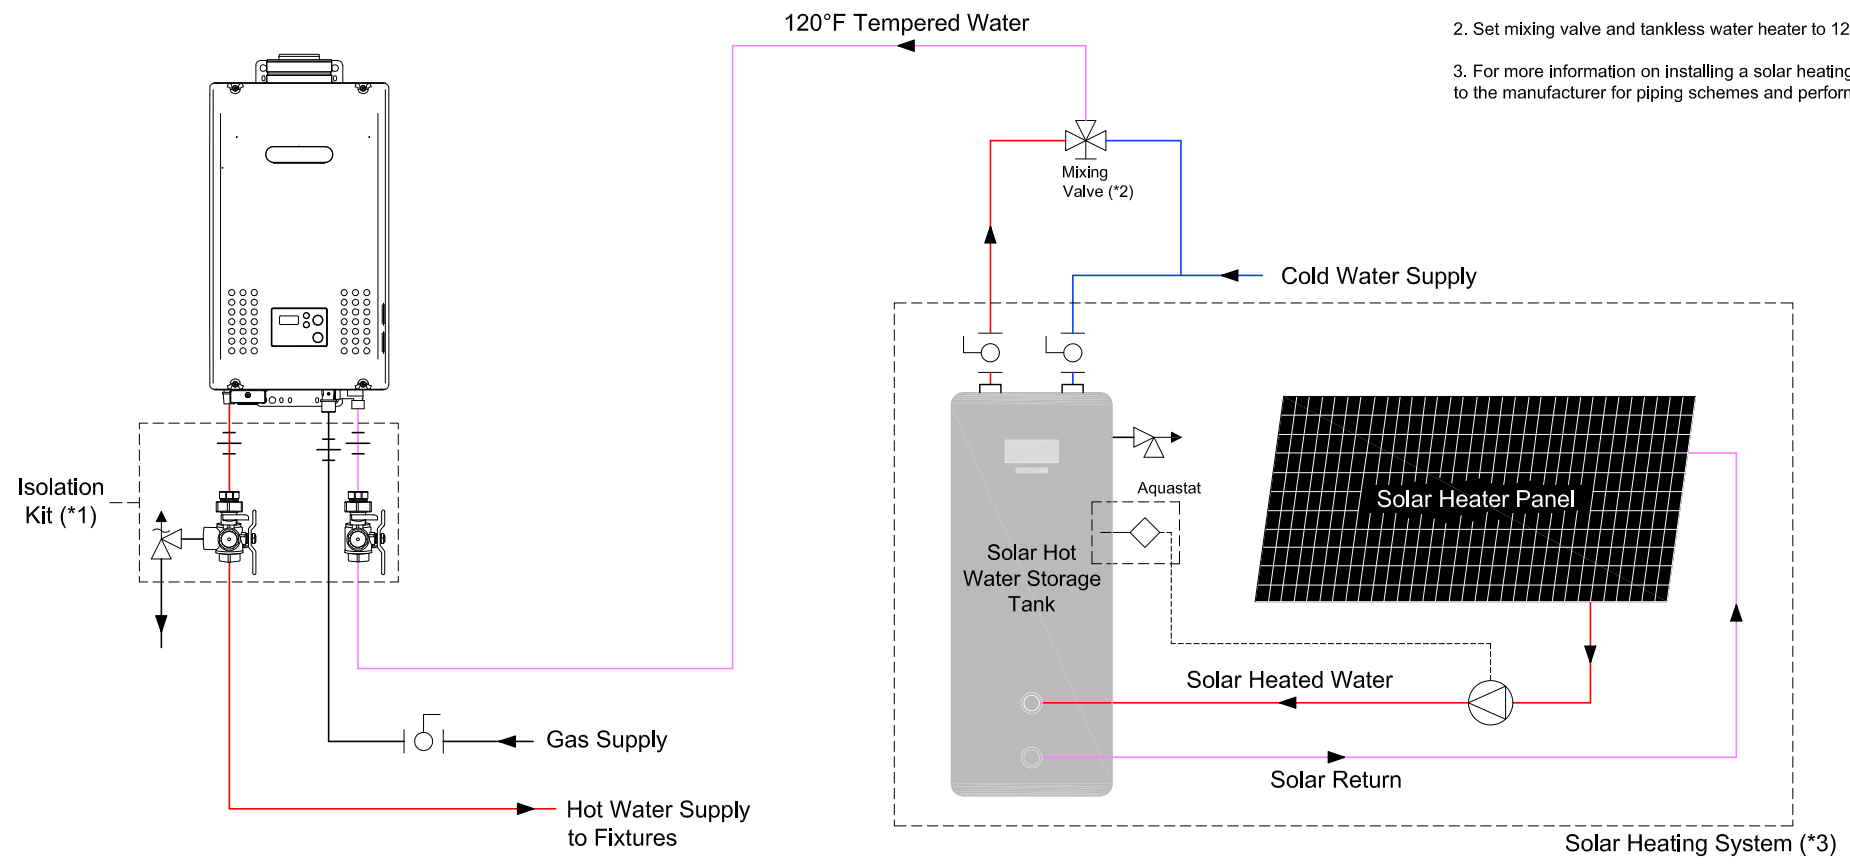 120°F Tempered Water
2. Set mixing valve and tankless water heater to 12
3. For more information on installing a solar heating
to the manufacturer for piping schemes and perform
Mixing
Valve (*2)
Cold Water Supply
Isolation
Kit (*1)
Aquastat
Solar Heater Panel
Solar Hot
Water Storage
Tank
Solar Heated Water
Gas Supply
Solar Return
Hot Water Supply
to Fixtures
Solar Heating System (*3)